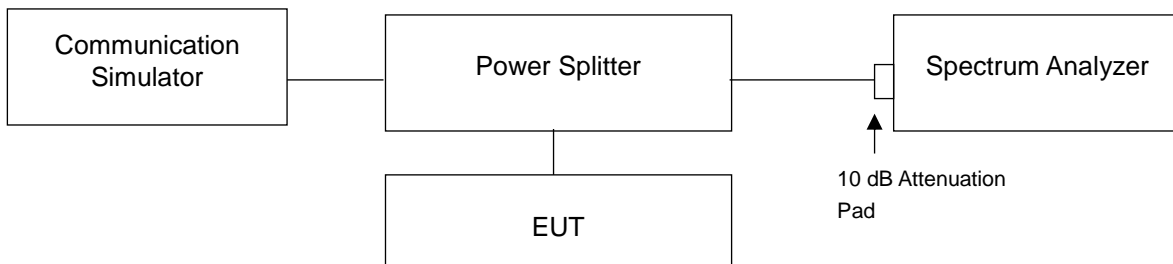 Communication
Simulator
Power Splitter
Spectrum Analyzer
10 dB Attenuation
Pad
EUT